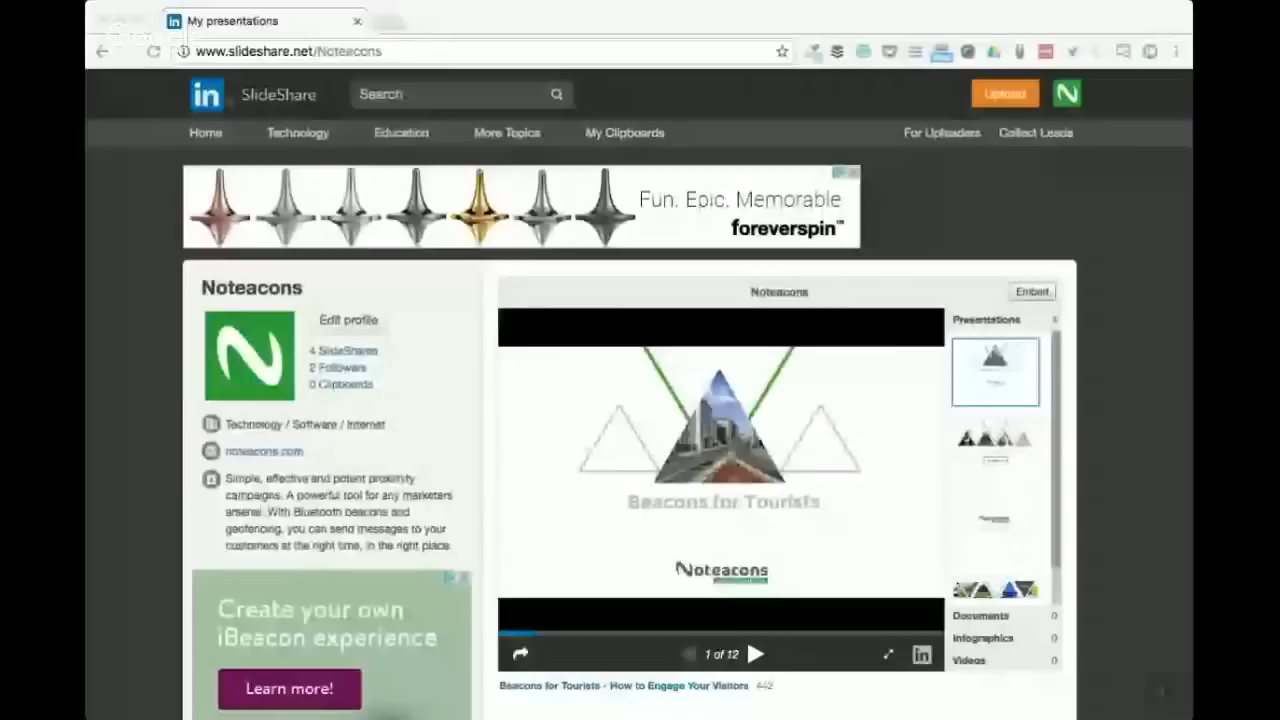 My presentations
www.slideshare.net/Noteacons
in SlideShare
Search
Upload
Home Technology Education More Topics My Clipboards For Uploaders Collect Leads
Fun. Epic. Memorable
foreverspin™
Noteacons
Edit profile
4 SlideShares
2 Followers
0 Clipboards
Technology / Software / Internet
noteacons.com
Simple, effective and potent proximity
campaigns. A powerful tool for any marketers
arsenal. With Bluetooth beacons and
geofencing, you can send messages to your
customers at the right time, in the right place
Create your own
iBeacon experience
Learn more!
Noteacons
Embed
Beacons for Tourists
Noteacons
1 of 12
Beacons for Tourists - How to Engage Your Visitors 442
Presentations
Documents 0
Infographics 0
Videos 0